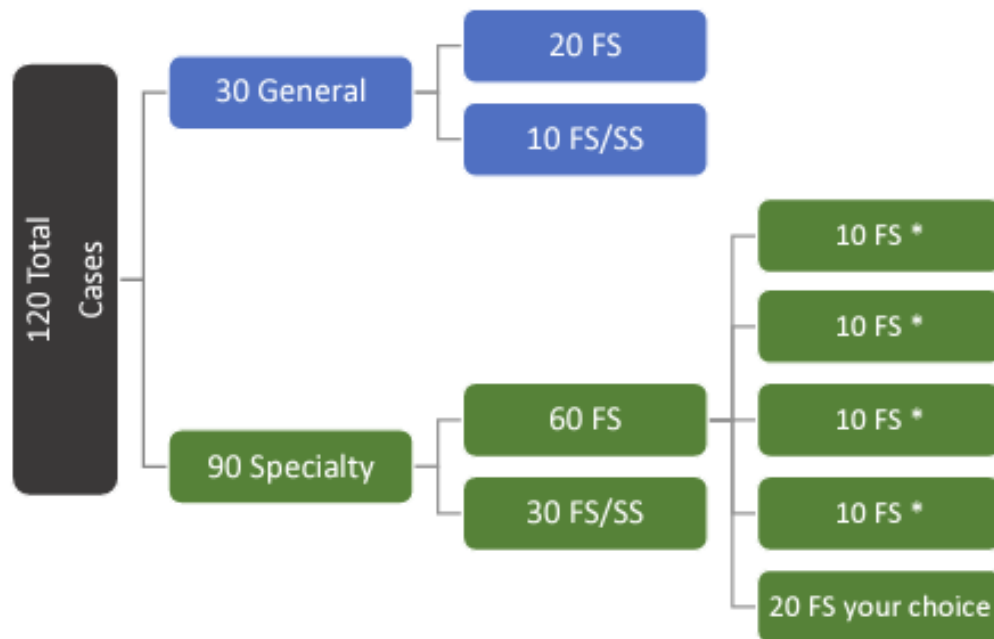 120 Total
Cases
30 General
20 FS
10 FS/SS
90 Specialty
60 FS
30 FS/SS
10 FS *
10 FS *
10 FS *
10 FS *
20 FS your choice